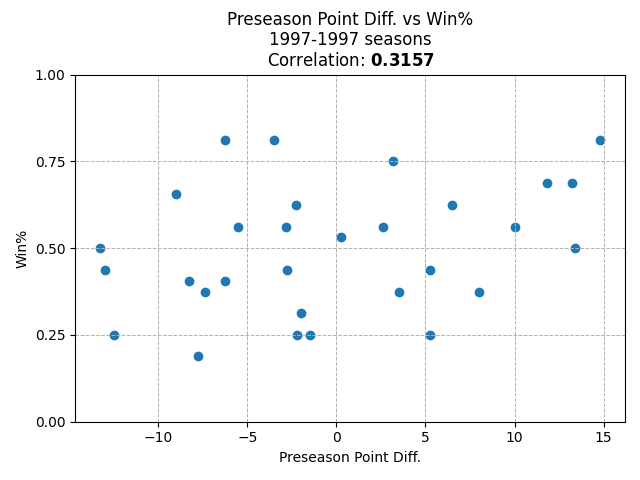 Preseason Point Diff. vs Win%
1997-1997 seasons
Correlation: 0.3157
1.00
0.75
0.50
0.25
0.00
Win%
−10
−5
0
5
10
15
Preseason Point Diff.